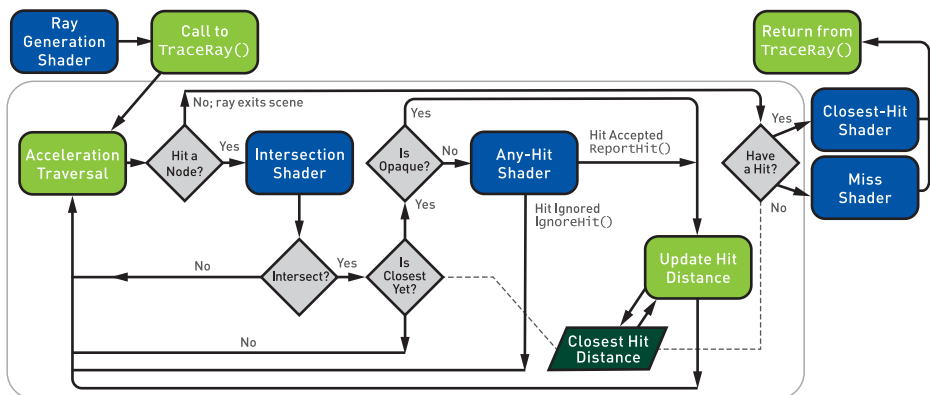 Ray
Generation
Shader
Call to
TraceRay()
Return from
TraceRay()
No; ray exits scene
Yes
Hit Accepted
ReportHit()
Yes
Closest-Hit
Shader
Acceleration
Traversal
Hit a
Node?
Yes
Intersection
Shader
Is
Opaque?
No
Any-Hit
Shader
Have
a Hit?
Miss
Shader
No
Yes
Hit Ignored
IgnoreHit()
No
Intersect?
Yes
Is
Closest
Yet?
Update Hit
Distance
No
Closest Hit
Distance